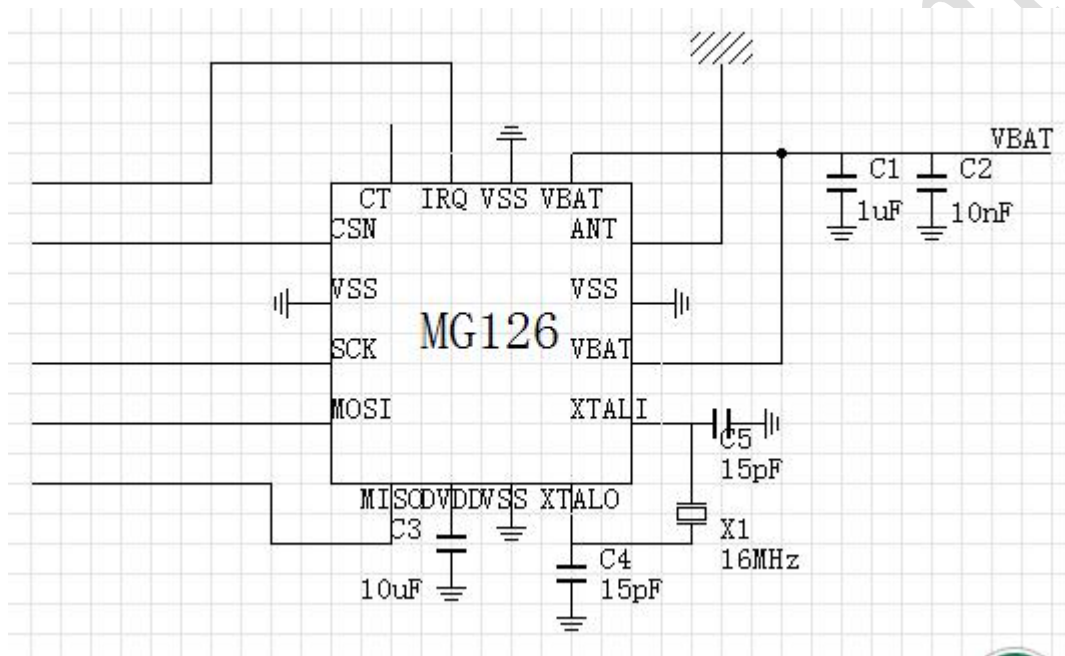 VBAT
C1 C2
1uF 10nF
CT IRQ VSS VBAT
CSN ANT
VSS VSS
MG126
SCK VBAT
MOSI XTALI
C5
15pF
MISO DVDD VSS XTALO
C3
X1
16MHz
C4
10uF 15pF